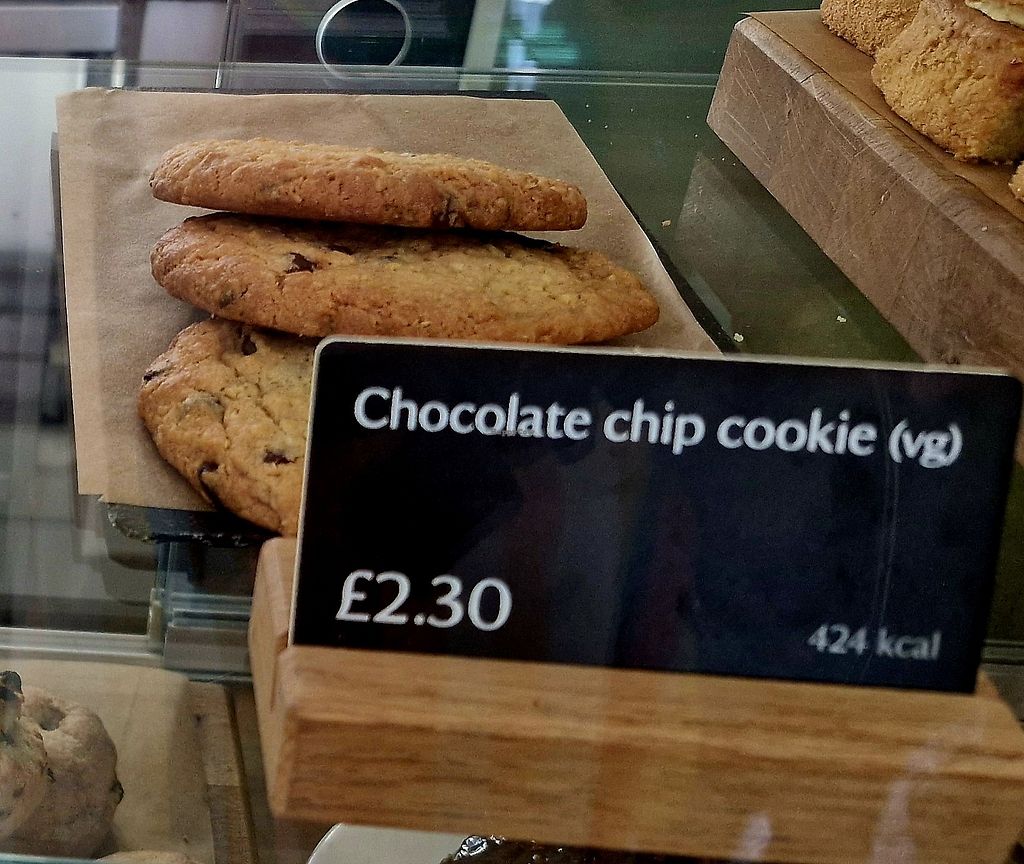 Chocolate chip cookie (vg)
£2.30
424 kcal